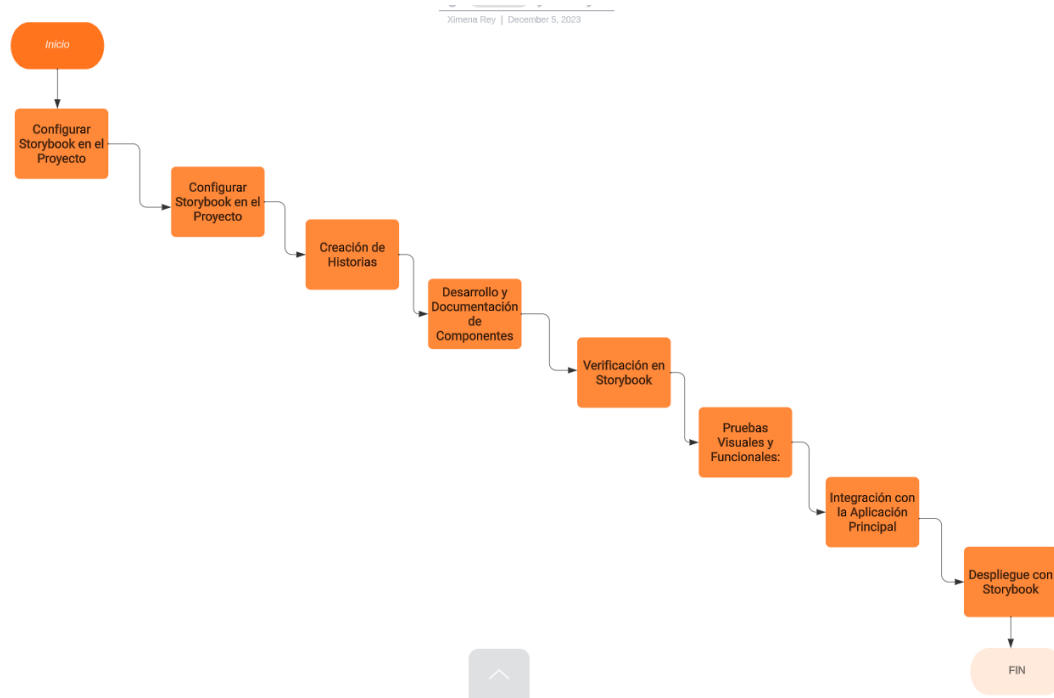 Ximena Rey | December 5, 2023
Inicio
Configurar
Storybook en el
Proyecto
Configurar
Storybook en el
Proyecto
Creación de
Historias
Desarrollo y
Documentación
de
Componentes
Verificación en
Storybook
Pruebas
Visuales y
Funcionales:
Integración con
la Aplicación
Principal
Despliegue con
Storybook
FIN